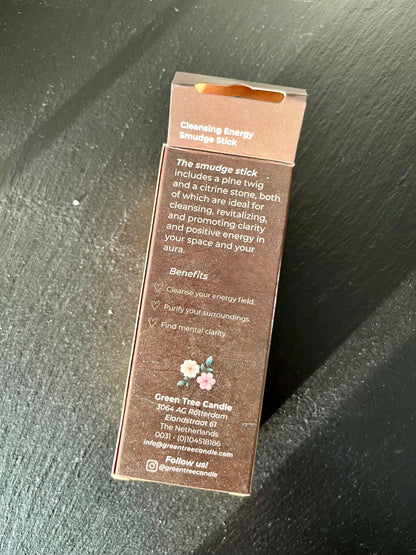 Cleansing Energy
Smudge Stick
The smudge stick
includes a pine twig
and a citrine stone, both
of which are ideal for
cleansing, revitalizing,
and promoting clarity
and positive energy in
your space and your
aura.
Benefits
Cleanse your energy field.
Purify your surroundings.
Find mental clarity.
Green Tree Candle
3064 AG Rotterdam
Elandstraat 61
The Netherlands
0031 - (0)104518186
info@greentreecandle.com
Follow us!
@greentreecandle